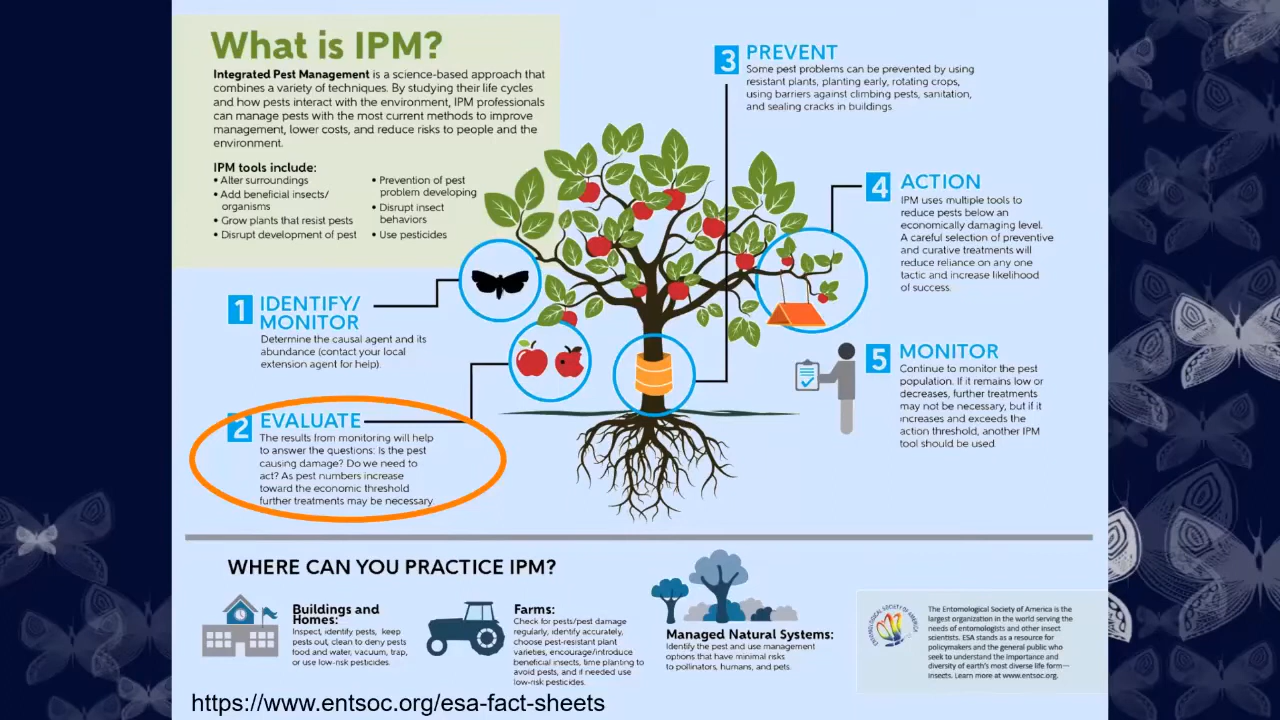 What is IPM?
Integrated Pest Management is a science-based approach that
combines a variety of techniques. By studying their life cycles
and how pests interact with the environment, IPM professionals
can manage pests with the most current methods to improve
management, lower costs, and reduce risks to people and the
environment.
IPM tools include:
• Alter surroundings
• Add beneficial insects/
organisms
• Grow plants that resist pests
• Disrupt development of pest
• Prevention of pest
problem developing
• Disrupt insect
behaviors
• Use pesticides
1 IDENTIFY/
MONITOR
Determine the causal agent and its
abundance (contact your local
extension agent for help).
2 EVALUATE
The results from monitoring will help
to answer the questions: Is the pest
causing damage? Do we need to
act? As pest numbers increase
toward the economic threshold
further treatments may be necessary.
3 PREVENT
Some pest problems can be prevented by using
resistant plants, planting early, rotating crops,
using barriers against climbing pests, sanitation,
and sealing cracks in buildings.
4 ACTION
IPM uses multiple tools to
reduce pests below an
economically damaging level.
A careful selection of preventive
and curative treatments will
reduce reliance on any one
tactic and increase likelihood
of success.
5 MONITOR
Continue to monitor the pest
population. If it remains low or
decreases, further treatments
may not be necessary, but if it
increases and exceeds the
action threshold, another IPM
tool should be used.
WHERE CAN YOU PRACTICE IPM?
Buildings and
Homes:
Inspect, identify pests, keep
pests out, clean to deny pests
food and water, vacuum, trap,
or use low-risk pesticides.
Farms:
Check for pests/pest damage
regularly, identify accurately,
choose pest-resistant plant
varieties, encourage/introduce
beneficial insects, time planting to
avoid pests, and if needed use
low-risk pesticides.
Managed Natural Systems:
Identify the pest and use management
options that have minimal risks
to pollinators, humans, and pets.
ENTOMOLOGICAL SOCIETY OF AMERICA
The Entomological Society of America is the
largest organization in the world serving the
needs of entomologists and other insect
scientists. ESA stands as a resource for
policymakers and the general public who
seek to understand the importance and
diversity of earth's most diverse life form—
insects. Learn more at www.entsoc.org.
https://www.entsoc.org/esa-fact-sheets